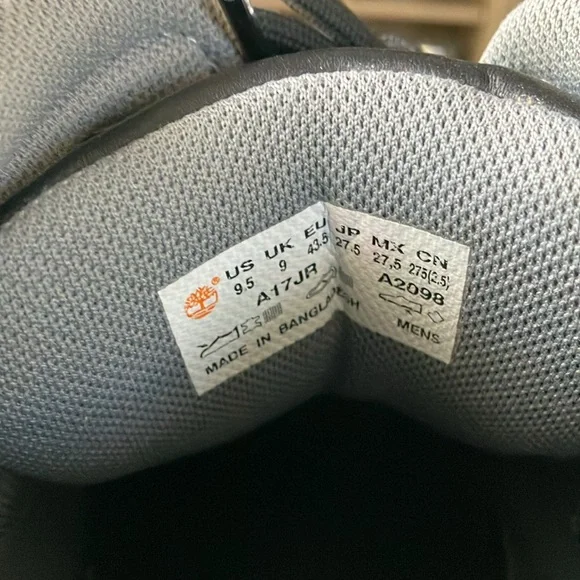 US UK EU JP MX CN
9.5 9 43.5 27.5 27,5 275(2.5)
A17JR A2098
MADE IN BANGLADESH MENS